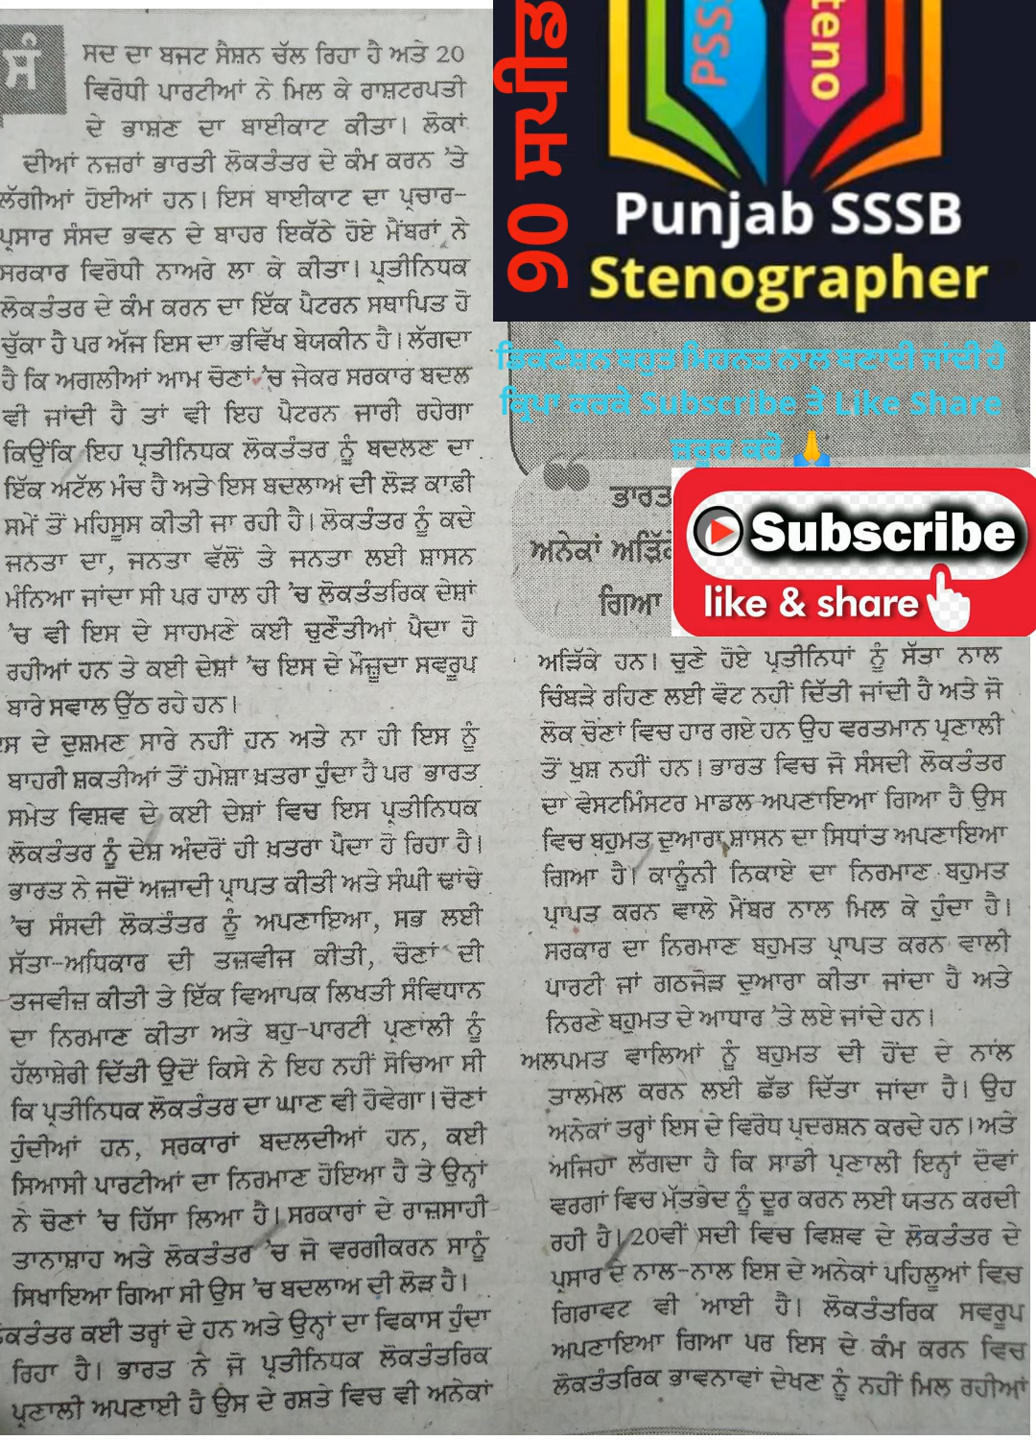 ਸੰ
ਸਦ ਦਾ ਬਜਟ ਸੈਸ਼ਨ ਚੱਲ ਰਿਹਾ ਹੈ ਅਤੇ 20
ਵਿਰੋਧੀ ਪਾਰਟੀਆਂ ਨੇ ਮਿਲ ਕੇ ਰਾਸ਼ਟਰਪਤੀ
ਦੇ ਭਾਸ਼ਣ ਦਾ ਬਾਈਕਾਟ ਕੀਤਾ। ਲੋਕਾਂ
ਦੀਆਂ ਨਜ਼ਰਾਂ ਭਾਰਤੀ ਲੋਕਤੰਤਰ ਦੇ ਕੰਮ ਕਰਨ ’ਤੇ
ਲੱਗੀਆਂ ਹੋਈਆਂ ਹਨ। ਇਸ ਬਾਈਕਾਟ ਦਾ ਪ੍ਰਚਾਰ-
ਪ੍ਰਸਾਰ ਸੰਸਦ ਭਵਨ ਦੇ ਬਾਹਰ ਇਕੱਠੇ ਹੋਏ ਮੈਂਬਰਾਂ ਨੇ
ਸਰਕਾਰ ਵਿਰੋਧੀ ਨਾਅਰੇ ਲਾ ਕੇ ਕੀਤਾ। ਪ੍ਰਤੀਨਿਧਕ
ਲੋਕਤੰਤਰ ਦੇ ਕੰਮ ਕਰਨ ਦਾ ਇੱਕ ਪੈਟਰਨ ਸਥਾਪਿਤ ਹੋ
ਚੁੱਕਾ ਹੈ ਪਰ ਅੱਜ ਇਸ ਦਾ ਭਵਿੱਖ ਬੇਯਕੀਨ ਹੈ। ਲੱਗਦਾ
ਹੈ ਕਿ ਅਗਲੀਆਂ ਆਮ ਚੋਣਾਂ ’ਚ ਜੇਕਰ ਸਰਕਾਰ ਬਦਲ
ਵੀ ਜਾਂਦੀ ਹੈ ਤਾਂ ਵੀ ਇਹ ਪੈਟਰਨ ਜਾਰੀ ਰਹੇਗਾ
ਕਿਉਂਕਿ ਇਹ ਪ੍ਰਤੀਨਿਧਕ ਲੋਕਤੰਤਰ ਨੂੰ ਬਦਲਣ ਦਾ
ਇੱਕ ਅਟੱਲ ਮੰਚ ਹੈ ਅਤੇ ਇਸ ਬਦਲਾਅ ਦੀ ਲੋੜ ਕਾਫ਼ੀ
ਸਮੇਂ ਤੋਂ ਮਹਿਸੂਸ ਕੀਤੀ ਜਾ ਰਹੀ ਹੈ। ਲੋਕਤੰਤਰ ਨੂੰ ਕਦੇ
ਜਨਤਾ ਦਾ, ਜਨਤਾ ਵੱਲੋਂ ਤੇ ਜਨਤਾ ਲਈ ਸ਼ਾਸਨ
ਮੰਨਿਆ ਜਾਂਦਾ ਸੀ ਪਰ ਹਾਲ ਹੀ ’ਚ ਲੋਕਤੰਤਰਿਕ ਦੇਸ਼ਾਂ
’ਚ ਵੀ ਇਸ ਦੇ ਸਾਹਮਣੇ ਕਈ ਚੁਣੌਤੀਆਂ ਪੈਦਾ ਹੋ
ਰਹੀਆਂ ਹਨ ਤੇ ਕਈ ਦੇਸ਼ਾਂ ’ਚ ਇਸ ਦੇ ਮੌਜੂਦਾ ਸਵਰੂਪ
ਬਾਰੇ ਸਵਾਲ ਉੱਠ ਰਹੇ ਹਨ।
ਸ ਦੇ ਦੁਸ਼ਮਣ ਸਾਰੇ ਨਹੀਂ ਹਨ ਅਤੇ ਨਾ ਹੀ ਇਸ ਨੂੰ
ਬਾਹਰੀ ਸ਼ਕਤੀਆਂ ਤੋਂ ਹਮੇਸ਼ਾ ਖ਼ਤਰਾ ਹੁੰਦਾ ਹੈ ਪਰ ਭਾਰਤ
ਸਮੇਤ ਵਿਸ਼ਵ ਦੇ ਕਈ ਦੇਸ਼ਾਂ ਵਿਚ ਇਸ ਪ੍ਰਤੀਨਿਧਕ
ਲੋਕਤੰਤਰ ਨੂੰ ਦੇਸ਼ ਅੰਦਰੋਂ ਹੀ ਖ਼ਤਰਾ ਪੈਦਾ ਹੋ ਰਿਹਾ ਹੈ।
ਭਾਰਤ ਨੇ ਜਦੋਂ ਅਜ਼ਾਦੀ ਪ੍ਰਾਪਤ ਕੀਤੀ ਅਤੇ ਸੰਘੀ ਢਾਂਚੇ
’ਚ ਸੰਸਦੀ ਲੋਕਤੰਤਰ ਨੂੰ ਅਪਣਾਇਆ, ਸਭ ਲਈ
ਸੱਤਾ-ਅਧਿਕਾਰ ਦੀ ਤਜ਼ਵੀਜ ਕੀਤੀ, ਚੋਣਾਂ ਦੀ
ਤਜਵੀਜ਼ ਕੀਤੀ ਤੇ ਇੱਕ ਵਿਆਪਕ ਲਿਖਤੀ ਸੰਵਿਧਾਨ
ਦਾ ਨਿਰਮਾਣ ਕੀਤਾ ਅਤੇ ਬਹੁ-ਪਾਰਟੀ ਪ੍ਰਣਾਲੀ ਨੂੰ
ਹੱਲਾਸ਼ੇਰੀ ਦਿੱਤੀ ਉਦੋਂ ਕਿਸੇ ਨੇ ਇਹ ਨਹੀਂ ਸੋਚਿਆ ਸੀ
ਕਿ ਪ੍ਰਤੀਨਿਧਕ ਲੋਕਤੰਤਰ ਦਾ ਘਾਣ ਵੀ ਹੋਵੇਗਾ। ਚੋਣਾਂ
ਹੁੰਦੀਆਂ ਹਨ, ਸਰਕਾਰਾਂ ਬਦਲਦੀਆਂ ਹਨ, ਕਈ
ਸਿਆਸੀ ਪਾਰਟੀਆਂ ਦਾ ਨਿਰਮਾਣ ਹੋਇਆ ਹੈ ਤੇ ਉਨ੍ਹਾਂ
ਨੇ ਚੋਣਾਂ ’ਚ ਹਿੱਸਾ ਲਿਆ ਹੈ। ਸਰਕਾਰਾਂ ਦੇ ਰਾਜ਼ਸਾਹੀ
ਤਾਨਾਸ਼ਾਹ ਅਤੇ ਲੋਕਤੰਤਰ ’ਚ ਜੋ ਵਰਗੀਕਰਨ ਸਾਨੂੰ
ਸਿਖਾਇਆ ਗਿਆ ਸੀ ਉਸ ’ਚ ਬਦਲਾਅ ਦੀ ਲੋੜ ਹੈ।
ਕਤੰਤਰ ਕਈ ਤਰ੍ਹਾਂ ਦੇ ਹਨ ਅਤੇ ਉਨ੍ਹਾਂ ਦਾ ਵਿਕਾਸ ਹੁੰਦਾ
ਰਿਹਾ ਹੈ। ਭਾਰਤ ਨੇ ਜੋ ਪ੍ਰਤੀਨਿਧਕ ਲੋਕਤੰਤਰਿਕ
ਪ੍ਰਣਾਲੀ ਅਪਣਾਈ ਹੈ ਉਸ ਦੇ ਰਸ਼ਤੇ ਵਿਚ ਵੀ ਅਨੇਕਾਂ
90 ਸਪੀਡ
PSSS
teno
Punjab SSSB
Stenographer
ਡਿਕਟੇਸ਼ਨ ਬਹੁਤ ਮਿਹਨਤ ਨਾਲ ਬਣਾਈ ਜਾਂਦੀ ਹੈ
ਕ੍ਰਿਪਾ ਕਰਕੇ Subscribe ਤੇ Like Share
ਜ਼ਰੂਰ ਕਰੋ 🙏
ਭਾਰਤ
ਅਨੇਕਾਂ ਅੜਿੱਕੇ
ਗਿਆ
Subscribe
like & share
ਅੜਿੱਕੇ ਹਨ। ਚੁਣੇ ਹੋਏ ਪ੍ਰਤੀਨਿਧਾਂ ਨੂੰ ਸੱਤਾ ਨਾਲ
ਚਿੰਬੜੇ ਰਹਿਣ ਲਈ ਵੋਟ ਨਹੀਂ ਦਿੱਤੀ ਜਾਂਦੀ ਹੈ ਅਤੇ ਜੋ
ਲੋਕ ਚੋਣਾਂ ਵਿਚ ਹਾਰ ਗਏ ਹਨ ਉਹ ਵਰਤਮਾਨ ਪ੍ਰਣਾਲੀ
ਤੋਂ ਖੁਸ਼ ਨਹੀਂ ਹਨ। ਭਾਰਤ ਵਿਚ ਜੋ ਸੰਸਦੀ ਲੋਕਤੰਤਰ
ਦਾ ਵੇਸਟਮਿੰਸਟਰ ਮਾਡਲ ਅਪਣਾਇਆ ਗਿਆ ਹੈ ਉਸ
ਵਿਚ ਬਹੁਮਤ ਦੁਆਰਾ ਸ਼ਾਸਨ ਦਾ ਸਿਧਾਂਤ ਅਪਣਾਇਆ
ਗਿਆ ਹੈ। ਕਾਨੂੰਨੀ ਨਿਕਾਏ ਦਾ ਨਿਰਮਾਣ ਬਹੁਮਤ
ਪ੍ਰਾਪਤ ਕਰਨ ਵਾਲੇ ਮੈਂਬਰ ਨਾਲ ਮਿਲ ਕੇ ਹੁੰਦਾ ਹੈ।
ਸਰਕਾਰ ਦਾ ਨਿਰਮਾਣ ਬਹੁਮਤ ਪ੍ਰਾਪਤ ਕਰਨ ਵਾਲੀ
ਪਾਰਟੀ ਜਾਂ ਗਠਜੋੜ ਦੁਆਰਾ ਕੀਤਾ ਜਾਂਦਾ ਹੈ ਅਤੇ
ਨਿਰਣੇ ਬਹੁਮਤ ਦੇ ਆਧਾਰ ’ਤੇ ਲਏ ਜਾਂਦੇ ਹਨ।
ਅਲਪਮਤ ਵਾਲਿਆਂ ਨੂੰ ਬਹੁਮਤ ਦੀ ਹੋਂਦ ਦੇ ਨਾਲ
ਤਾਲਮੇਲ ਕਰਨ ਲਈ ਛੱਡ ਦਿੱਤਾ ਜਾਂਦਾ ਹੈ। ਉਹ
ਅਨੇਕਾਂ ਤਰ੍ਹਾਂ ਇਸ ਦੇ ਵਿਰੋਧ ਪ੍ਰਦਰਸ਼ਨ ਕਰਦੇ ਹਨ।ਅਤੇ
ਅਜਿਹਾ ਲੱਗਦਾ ਹੈ ਕਿ ਸਾਡੀ ਪ੍ਰਣਾਲੀ ਇਨ੍ਹਾਂ ਦੋਵਾਂ
ਵਰਗਾਂ ਵਿਚ ਮੱਤਭੇਦ ਨੂੰ ਦੂਰ ਕਰਨ ਲਈ ਯਤਨ ਕਰਦੀ
ਰਹੀ ਹੈ। 20ਵੀਂ ਸਦੀ ਵਿਚ ਵਿਸ਼ਵ ਦੇ ਲੋਕਤੰਤਰ ਦੇ
ਪ੍ਰਸਾਰ ਦੇ ਨਾਲ-ਨਾਲ ਇਸ਼ ਦੇ ਅਨੇਕਾਂ ਪਹਿਲੂਆਂ ਵਿਚ
ਗਿਰਾਵਟ ਵੀ ਆਈ ਹੈ। ਲੋਕਤੰਤਰਿਕ ਸਵਰੂਪ
ਅਪਣਾਇਆ ਗਿਆ ਪਰ ਇਸ ਦੇ ਕੰਮ ਕਰਨ ਵਿਚ
ਲੋਕਤੰਤਰਿਕ ਭਾਵਨਾਵਾਂ ਦੇਖਣ ਨੂੰ ਨਹੀਂ ਮਿਲ ਰਹੀਆਂ